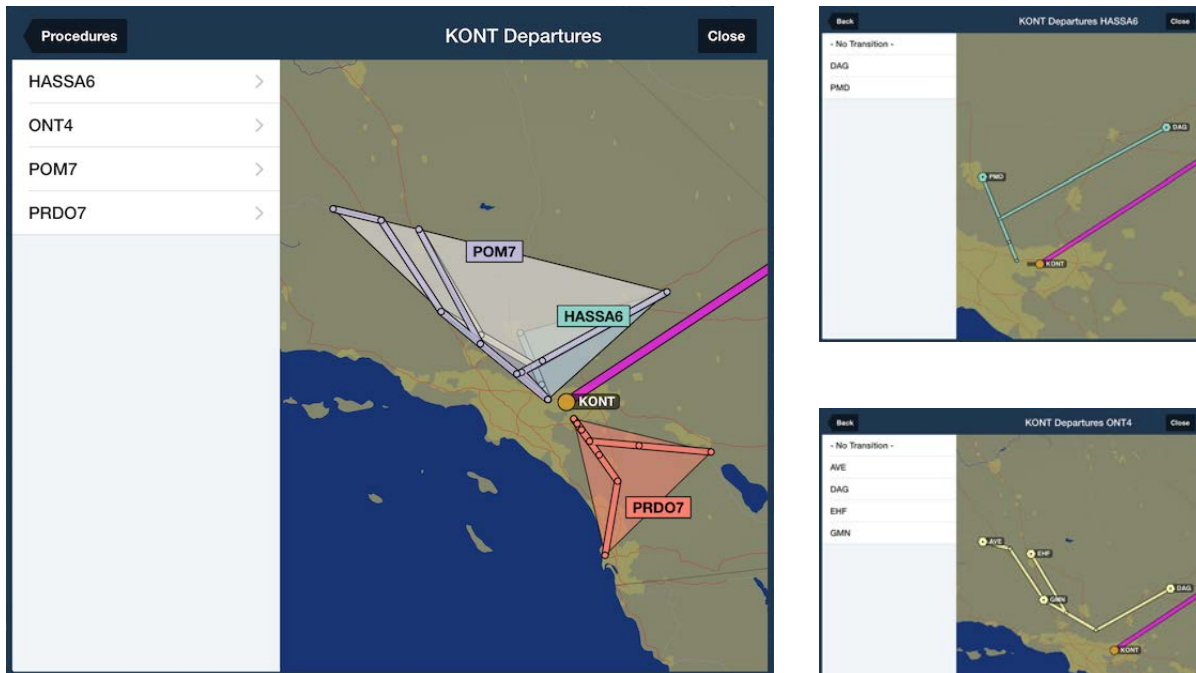 Procedures
KONT Departures
Close
HASSA6
ONT4
POM7
PRDO7
POM7
HASSA6
KONT
PRDO7
Back
KONT Departures HASSA6
Close
- No Transition -
DAG
PMD
DAG
PMD
KONT
Back
KONT Departures ONT4
Close
- No Transition -
AVE
DAG
EHF
GMN
AVE
EHF
GMN
DAG
KONT